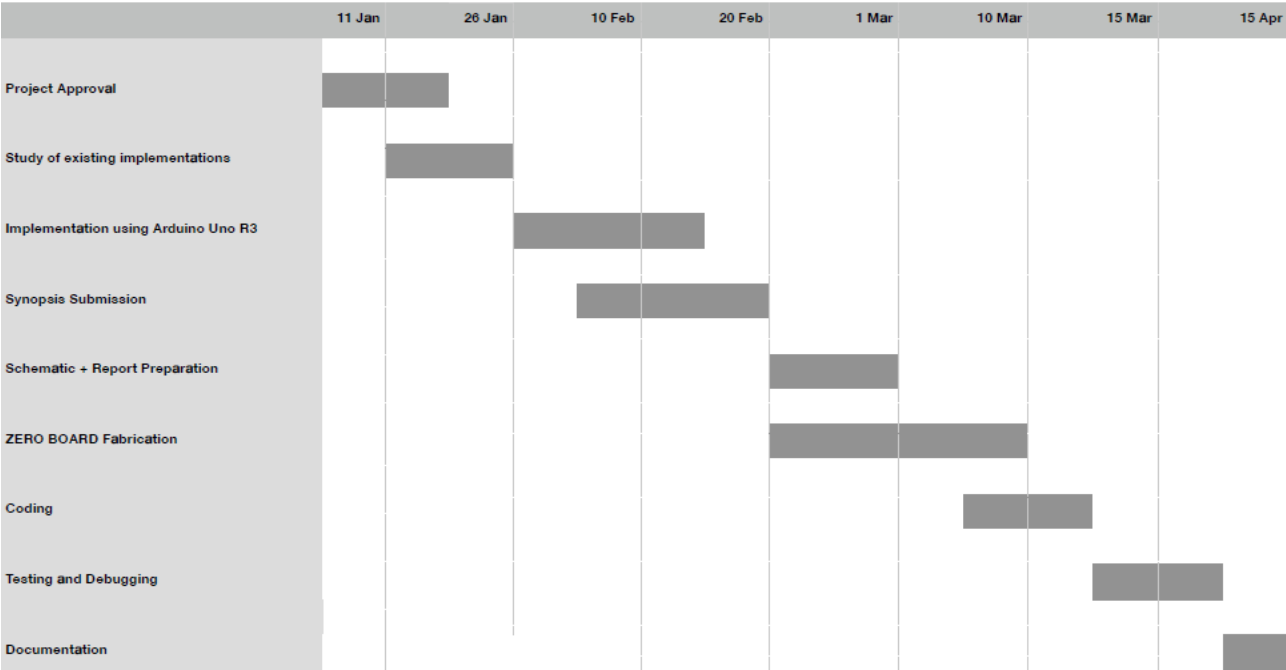 11 Jan 26 Jan 10 Feb 20 Feb 1 Mar 10 Mar 15 Mar 15 Apr
Project Approval
Study of existing implementations
Implementation using Arduino Uno R3
Synopsis Submission
Schematic + Report Preparation
ZERO BOARD Fabrication
Coding
Testing and Debugging
Documentation